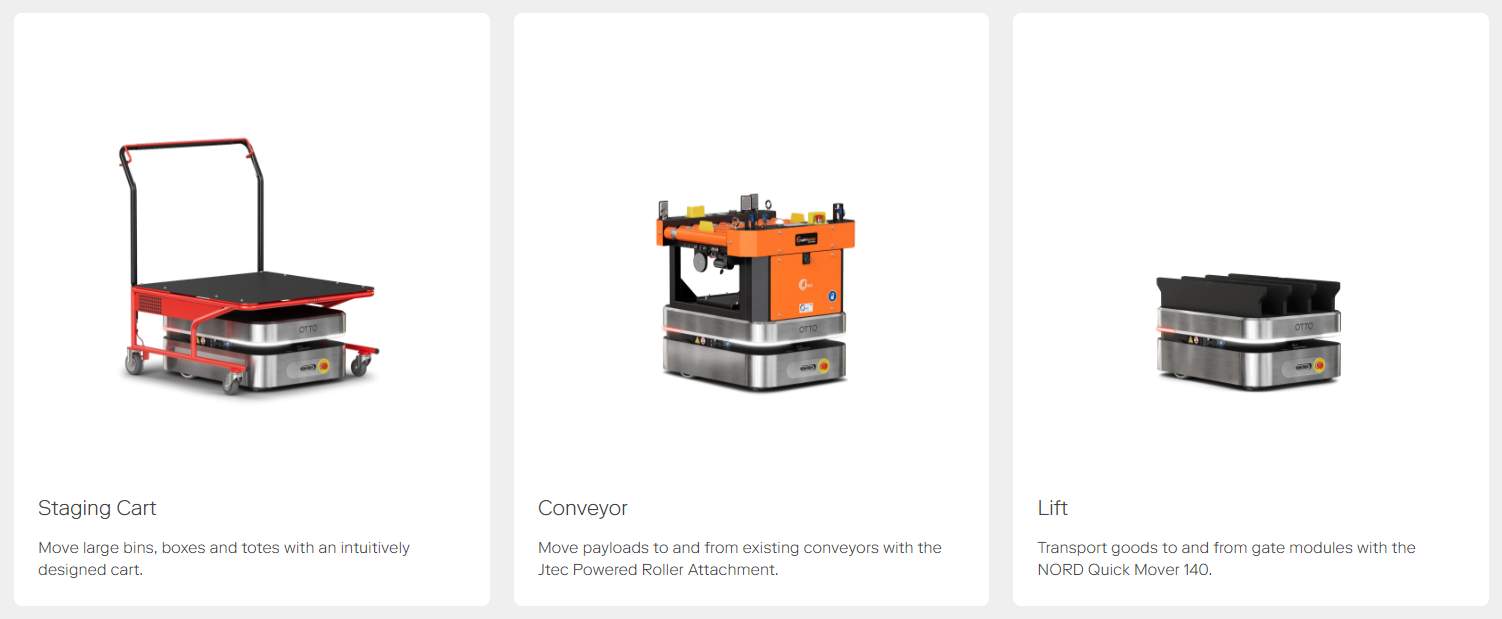 OTTO
OTTO
OTTO
Staging Cart
Move large bins, boxes and totes with an intuitively
designed cart.
Conveyor
Move payloads to and from existing conveyors with the
Jtec Powered Roller Attachment.
Lift
Transport goods to and from gate modules with the
NORD Quick Mover 140.